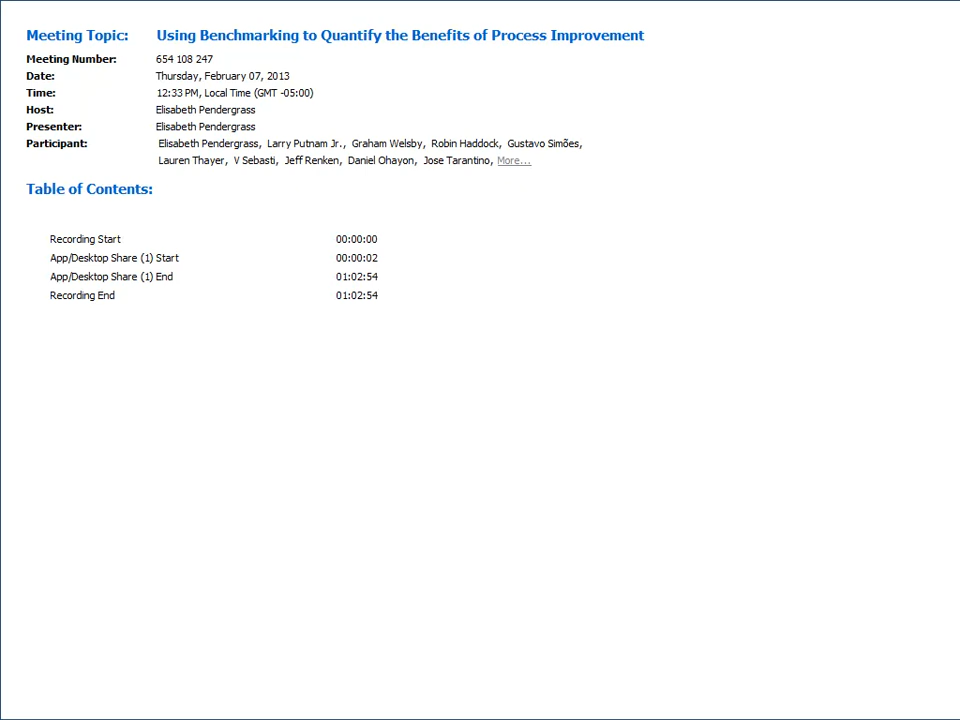 Meeting Topic: Using Benchmarking to Quantify the Benefits of Process Improvement
Meeting Number: 654 108 247
Date: Thursday, February 07, 2013
Time: 12:33 PM, Local Time (GMT -05:00)
Host: Elisabeth Pendergrass
Presenter: Elisabeth Pendergrass
Participant: Elisabeth Pendergrass, Larry Putnam Jr., Graham Welsby, Robin Haddock, Gustavo Simões,
Lauren Thayer, V Sebasti, Jeff Renken, Daniel Ohayon, Jose Tarantino, More...
Table of Contents:
Recording Start 00:00:00
App/Desktop Share (1) Start 00:00:02
App/Desktop Share (1) End 01:02:54
Recording End 01:02:54